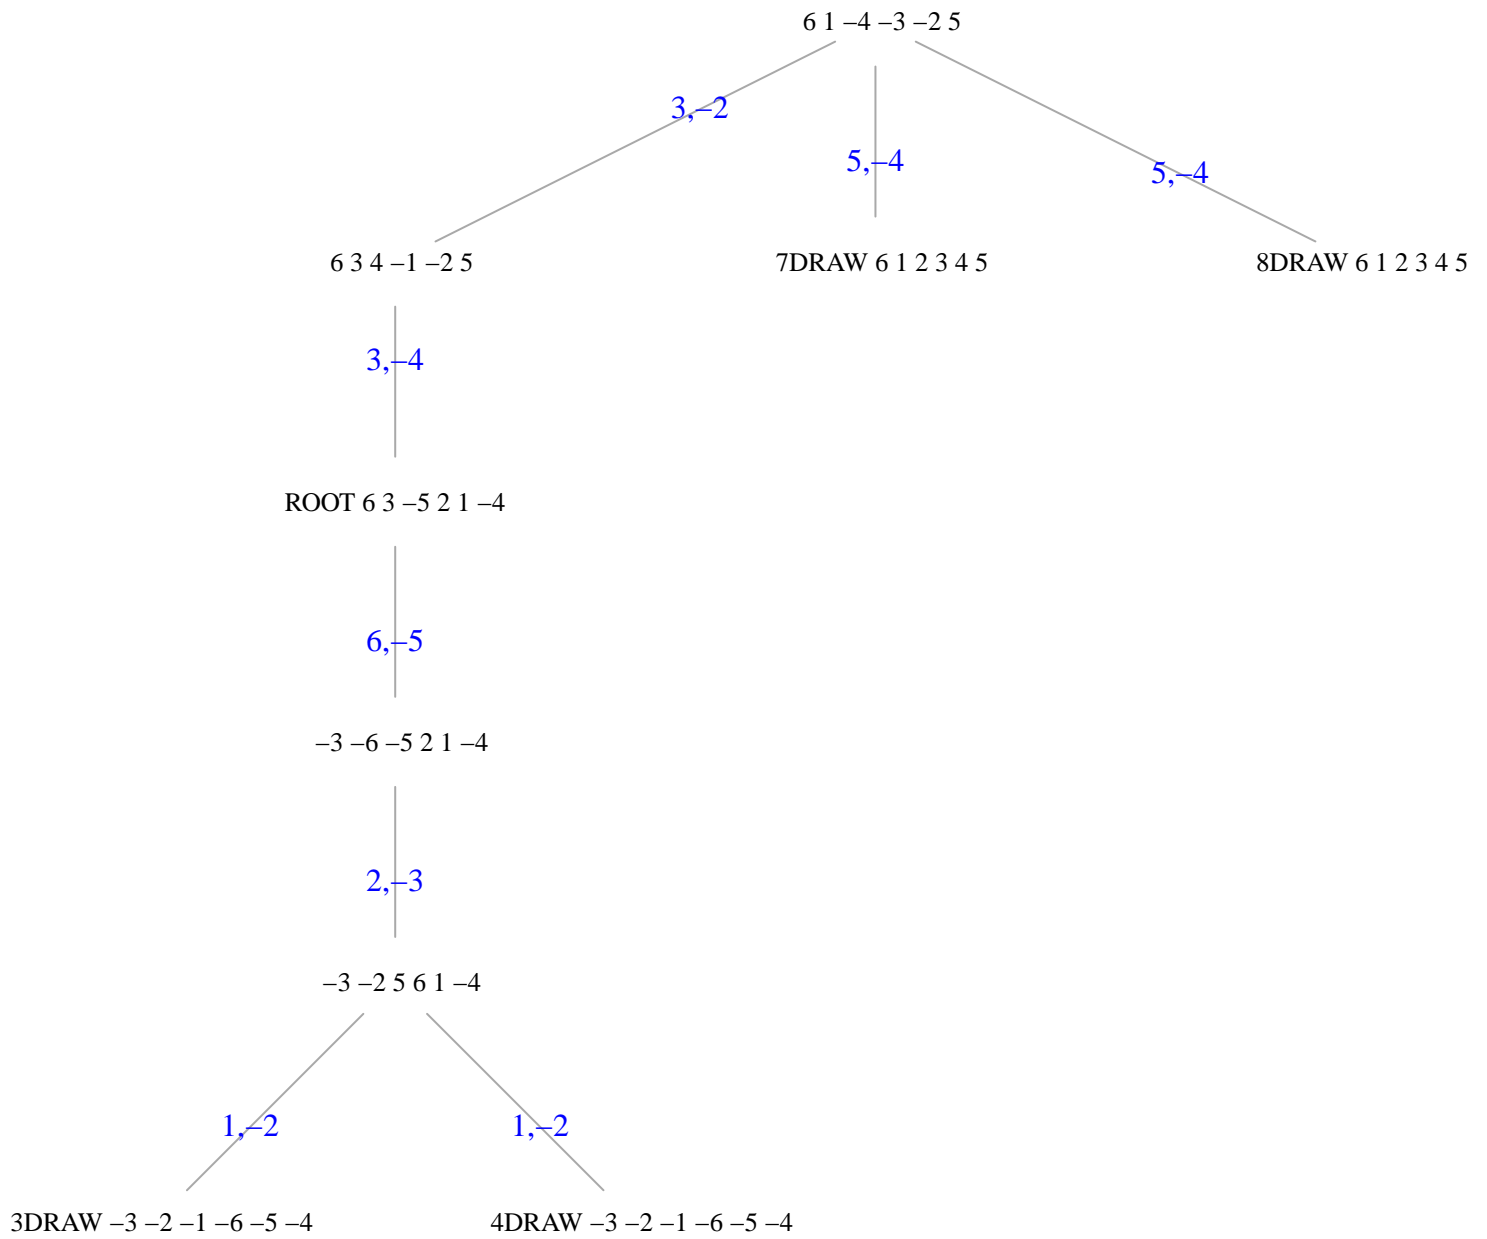 6 1 –4 –3 –2 5
3,–2
5,–4
5,–4
6 3 4 –1 –2 5
7DRAW 6 1 2 3 4 5
8DRAW 6 1 2 3 4 5
3,–4
ROOT 6 3 –5 2 1 –4
6,–5
–3 –6 –5 2 1 –4
2,–3
–3 –2 5 6 1 –4
1,–2
1,–2
3DRAW –3 –2 –1 –6 –5 –4
4DRAW –3 –2 –1 –6 –5 –4